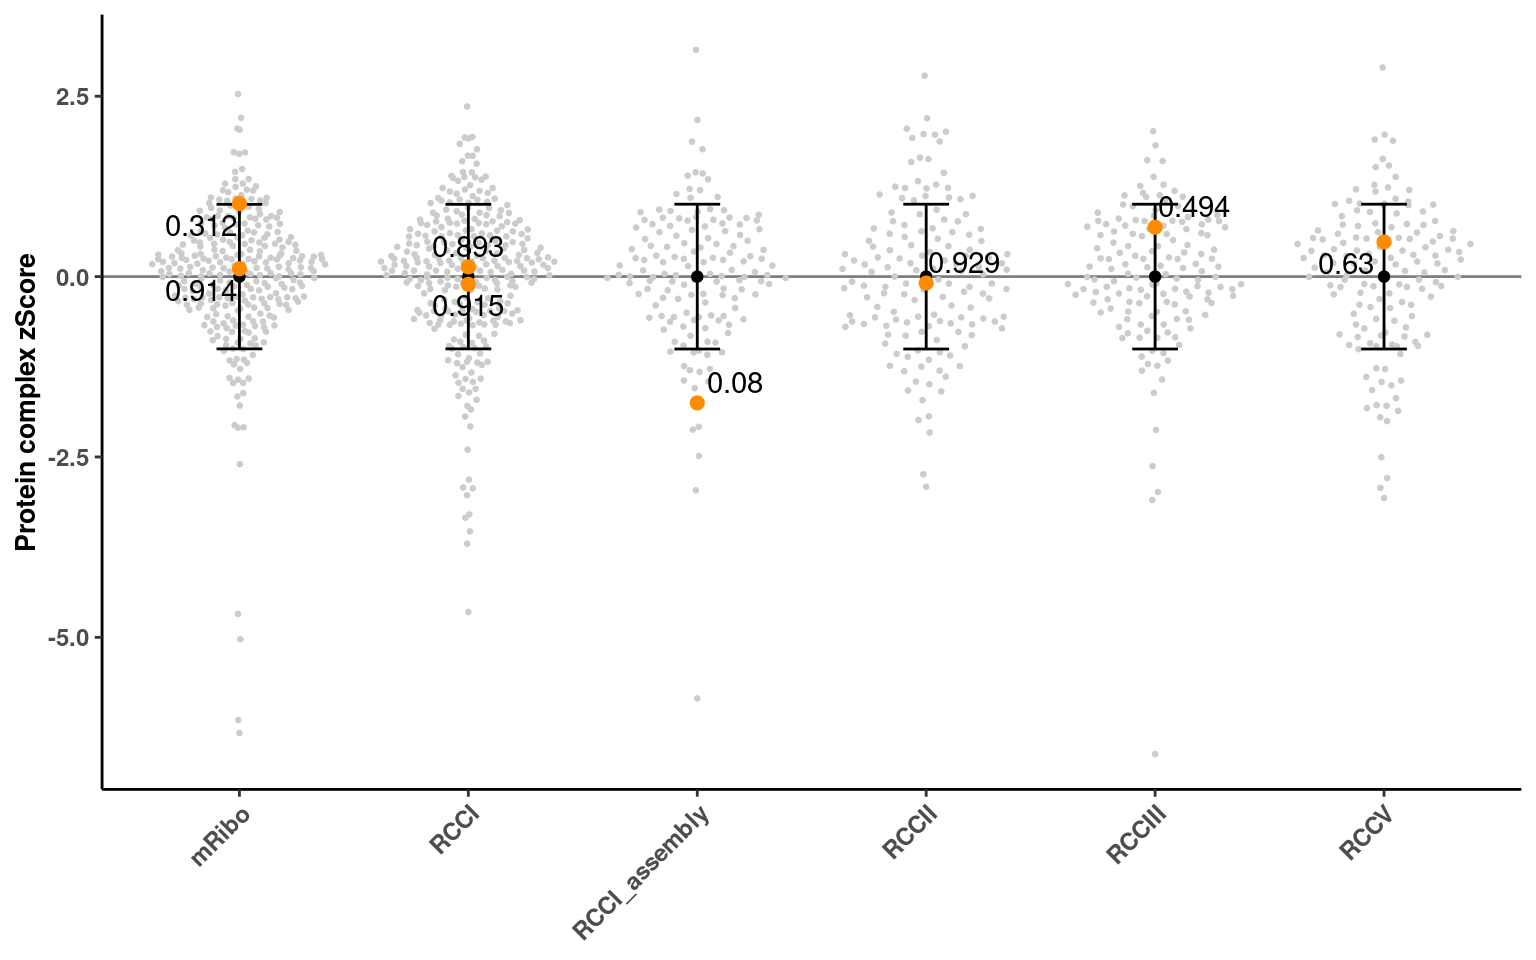 Protein complex zScore
2.5
0.0
-2.5
-5.0
0.312
0.914
0.893
0.915
0.08
0.929
0.494
0.63
mRibo
RCCI
RCCI_assembly
RCCII
RCCIII
RCCV